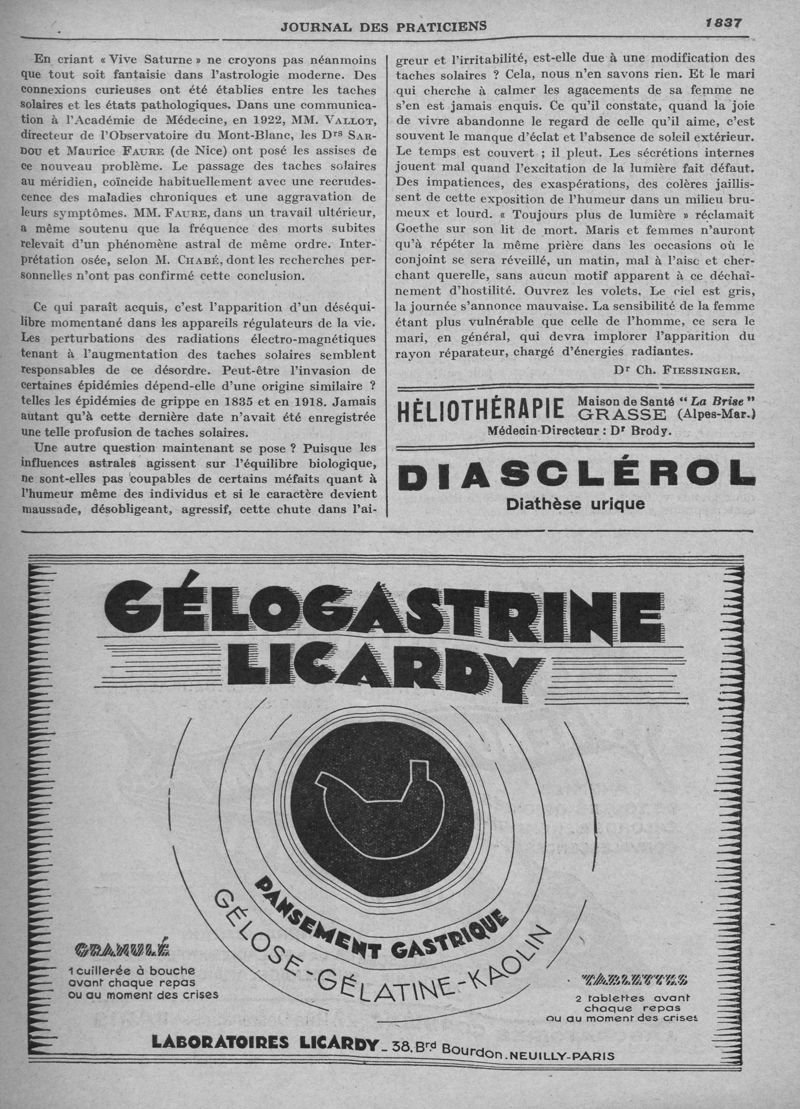 JOURNAL DES PRATICIENS
1837
En criant « Vive Saturne » ne croyons pas néanmoins
que tout soit fantaisie dans l'astrologie moderne. Des
connexions curieuses ont été établies entre les taches
solaires et les états pathologiques. Dans une communica-
tion à l'Académie de Médecine, en 1922, MM. VALLOT,
directeur de l'Observatoire du Mont-Blanc, les Drs SAR-
DOU et Maurice FAURE (de Nice) ont posé les assises de
ce nouveau problème. Le passage des taches solaires
au méridien, coïncide habituellement avec une recrudes-
cence des maladies chroniques et une aggravation de
leurs symptômes. MM. FAURE, dans un travail ultérieur,
a même soutenu que la fréquence des morts subites
relevait d'un phénomène astral de même ordre. Inter-
prétation osée, selon M. CHABÉ, dont les recherches per-
sonnelles n'ont pas confirmé cette conclusion.
Ce qui paraît acquis, c'est l'apparition d'un déséqui-
libre momentané dans les appareils régulateurs de la vie.
Les perturbations des radiations électro-magnétiques
tenant à l'augmentation des taches solaires semblent
responsables de ce désordre. Peut-être l'invasion de
certaines épidémies dépend-elle d'une origine similaire ?
telles les épidémies de grippe en 1835 et en 1918. Jamais
autant qu'à cette dernière date n'avait été enregistrée
une telle profusion de taches solaires.
Une autre question maintenant se pose ? Puisque les
influences astrales agissent sur l'équilibre biologique,
ne sont-elles pas coupables de certains méfaits quant à
l'humeur même des individus et si le caractère devient
maussade, désobligeant, agressif, cette chute dans l'ai-
greur et l'irritabilité, est-elle due à une modification des
taches solaires ? Cela, nous n'en savons rien. Et le mari
qui cherche à calmer les agacements de sa femme ne
s'en est jamais enquis. Ce qu'il constate, quand la joie
de vivre abandonne le regard de celle qu'il aime, c'est
souvent le manque d'éclat et l'absence de soleil extérieur.
Le temps est couvert ; il pleut. Les sécrétions internes
jouent mal quand l'excitation de la lumière fait défaut.
Des impatiences, des exaspérations, des colères jaillis-
sent de cette exposition de l'humeur dans un milieu bru-
meux et lourd. « Toujours plus de lumière » réclamait
Goethe sur son lit de mort. Maris et femmes n'auront
qu'à répéter la même prière dans les occasions où le
conjoint se sera réveillé, un matin, mal à l'aise et cher-
chant querelle, sans aucun motif apparent à ce déchaî-
nement d'hostilité. Ouvrez les volets. Le ciel est gris,
la journée s'annonce mauvaise. La sensibilité de la femme
étant plus vulnérable que celle de l'homme, ce sera le
mari, en général, qui devra implorer l'apparition du
rayon réparateur, chargé d'énergies radiantes.
Dr Ch. FIESSINGER.
HÉLIOTHÉRAPIE Maison de Santé "La Brise"
GRASSE (Alpes-Mar.)
Médecin-Directeur : Dr Brody.
DIASCLÉROL
Diathèse urique
GÉLOGASTRINE
LICARDY
PANSEMENT GASTRIQUE
GÉLOSE-GÉLATINE-KAOLIN
GRANULÉ
1 cuillerée à bouche
avant chaque repas
ou au moment des crises
TABLETTES
2 tablettes avant
chaque repas
ou au moment des crises
LABORATOIRES LICARDY_38, Brd Bourdon.NEUILLY-PARIS